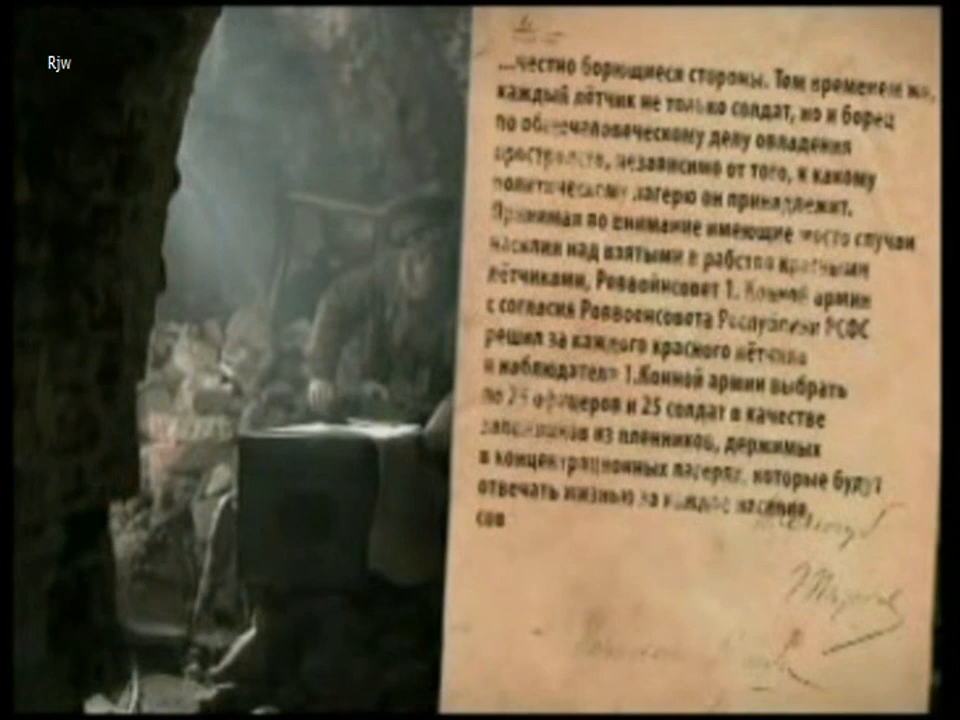 Rjw
...честно борющиеся стороны. Тем временем же,
каждый лётчик не только солдат, но и борец
по общечеловеческому делу овладения
пространств, независимо от того, к какому
политическому лагерю он принадлежит.
Принимая во внимание имеющие место случаи
насилия над взятыми в рабство красными
лётчиками, Реввойнсовет 1. Конной армии
с согласия Реввоенсовета Республики РСФС
решил за каждого красного лётчика
и наблюдателя 1.Конной армии выбрать
по 25 офицеров и 25 солдат в качестве
заложников из пленников, держимых
в концентрационных лагерях, которые будут
отвечать жизнью за каждое насилие,
сов